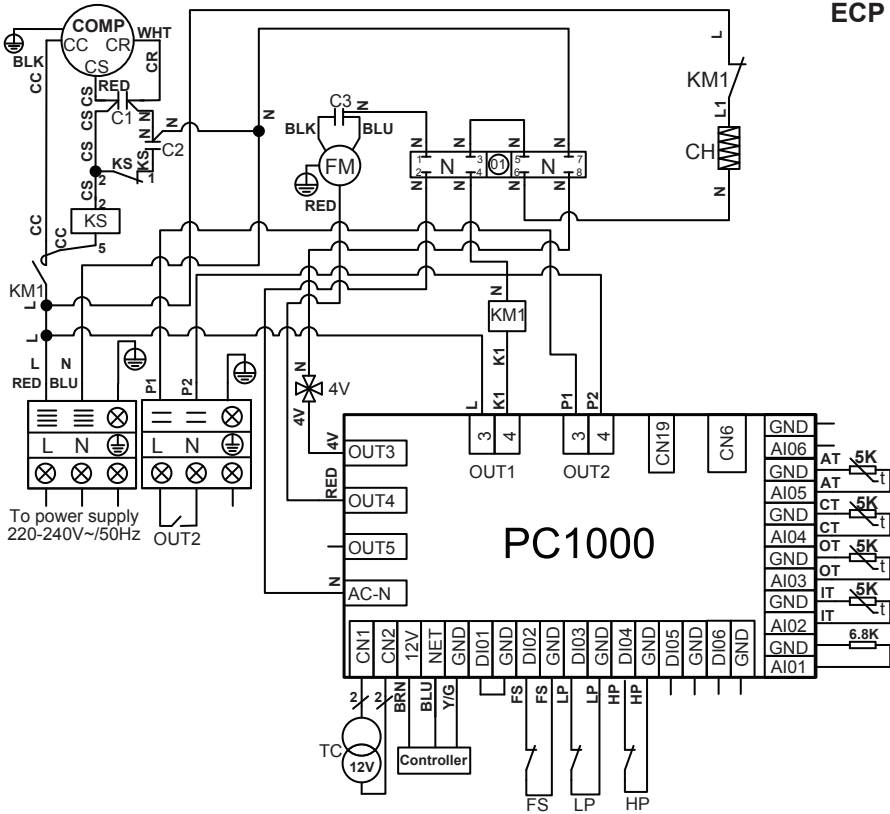 ECP
COMP
WHT
CC CR
CS
BLK
CC
CR
RED
CS CS
C1
N N
N
C2
N
CS
KS
KS
2 1
CS
2
KS
5
CC
CC
KM1
L
L
L N
RED BLU
P1
P2
C3
N
BLK BLU
FM
RED
N N N N
1 3 5 7
N 01 N
2 4 6 8
N N N N
L
KM1
L1
CH
N
N
KM1
K1
N
4V
4V
L
K1
P1
P2
L N
L N
To power supply
220-240V~/50Hz
OUT2
4V
OUT3
RED
OUT4
OUT5
N
AC-N
3 4
OUT1
3 4
OUT2
CN19
CN6
PC1000
GND
AI06
GND
AI05
GND
AI04
GND
AI03
GND
AI02
GND
AI01
AT 5K
AT t
CT 5K
CT t
OT 5K
OT t
IT 5K
IT t
6.8K
CN1 CN2 12V NET GND DI01 GND DI02 GND DI03 GND DI04 GND DI05 GND DI06 GND
2 2 BRN BLU Y/G FS FS LP LP HP HP
TC
12V
Controller
FS LP HP